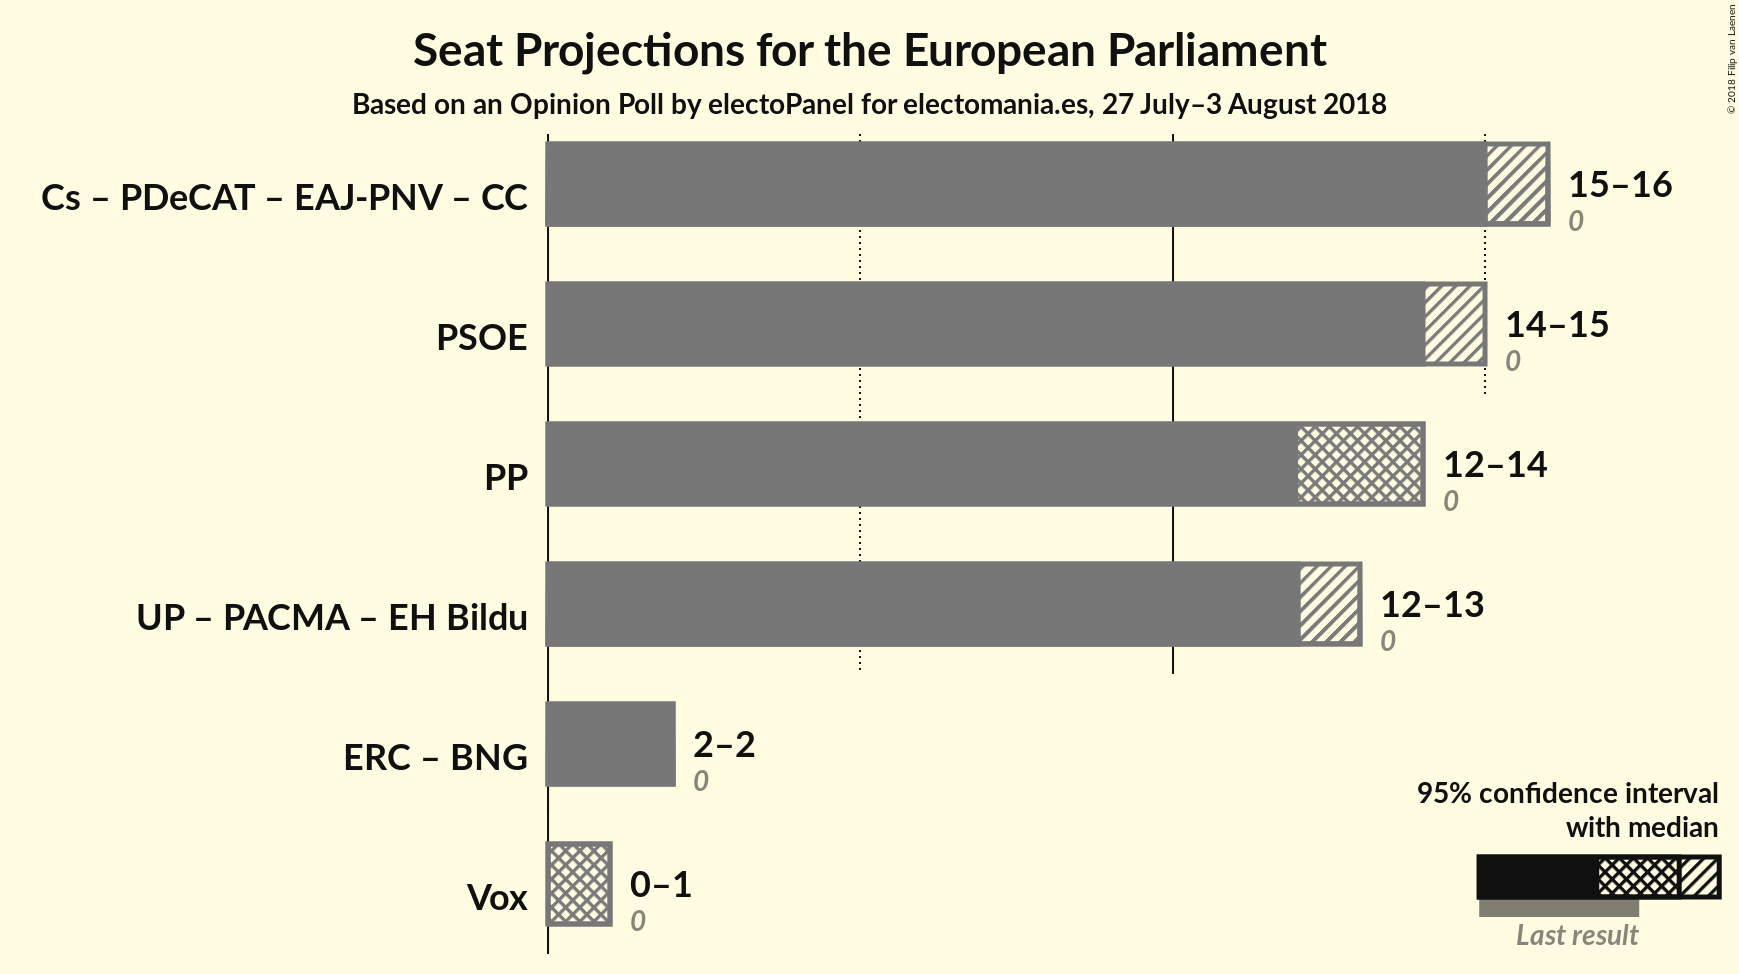 Seat Projections for the European Parliament
Based on an Opinion Poll by electoPanel for electomania.es, 27 July–3 August 2018
© 2018 Filip van Laenen
Cs – PDeCAT – EAJ-PNV – CC
15–16
0
PSOE
14–15
0
PP
12–14
0
UP – PACMA – EH Bildu
12–13
0
ERC – BNG
2–2
0
Vox
0–1
0
95% confidence interval
with median
Last result